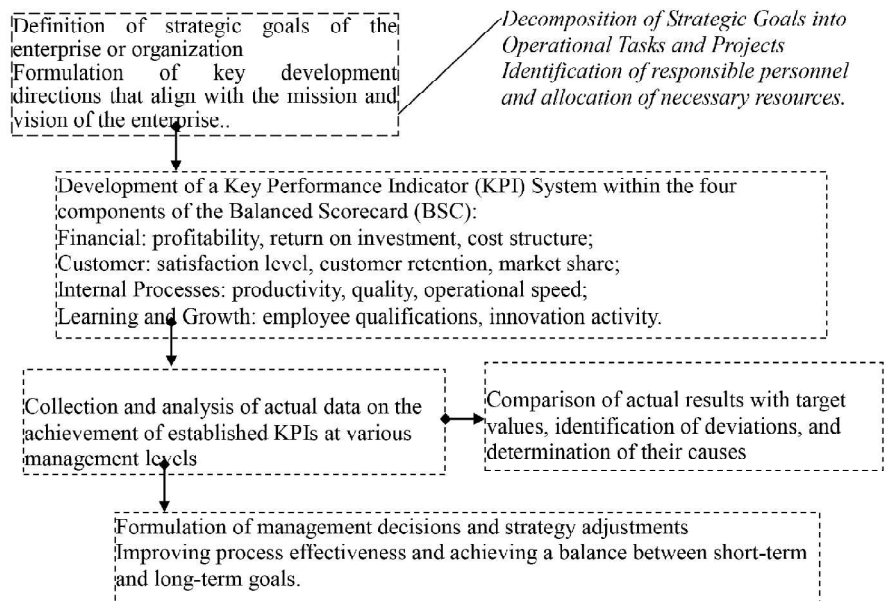 Definition of strategic goals of the
enterprise or organization
Formulation of key development
directions that align with the mission and
vision of the enterprise..
Decomposition of Strategic Goals into
Operational Tasks and Projects
Identification of responsible personnel
and allocation of necessary resources.
Development of a Key Performance Indicator (KPI) System within the four
components of the Balanced Scorecard (BSC):
Financial: profitability, return on investment, cost structure;
Customer: satisfaction level, customer retention, market share;
Internal Processes: productivity, quality, operational speed;
Learning and Growth: employee qualifications, innovation activity.
Collection and analysis of actual data on the
achievement of established KPIs at various
management levels
Comparison of actual results with target
values, identification of deviations, and
determination of their causes
Formulation of management decisions and strategy adjustments
Improving process effectiveness and achieving a balance between short-term
and long-term goals.